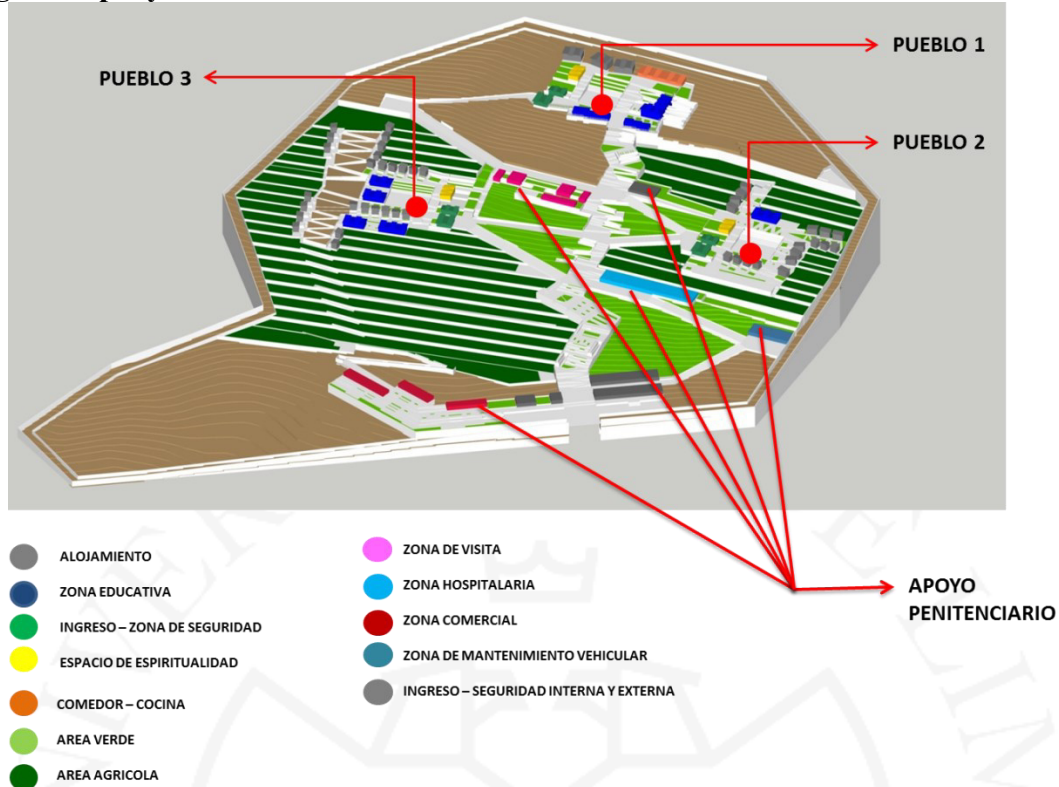 PUEBLO 1
PUEBLO 3
PUEBLO 2
ALOJAMIENTO
ZONA EDUCATIVA
INGRESO – ZONA DE SEGURIDAD
ESPACIO DE ESPIRITUALIDAD
COMEDOR – COCINA
AREA VERDE
AREA AGRICOLA
ZONA DE VISITA
ZONA HOSPITALARIA
ZONA COMERCIAL
ZONA DE MANTENIMIENTO VEHICULAR
INGRESO – SEGURIDAD INTERNA Y EXTERNA
APOYO
PENITENCIARIO